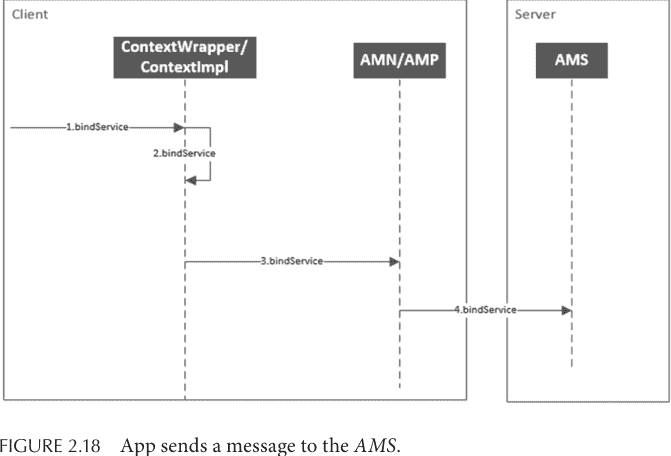 Client
Server
ContextWrapper/
ContextImpl
AMN/AMP
AMS
1.bindService
2.bindService
3.bindService
4.bindService
FIGURE 2.18 App sends a message to the AMS.